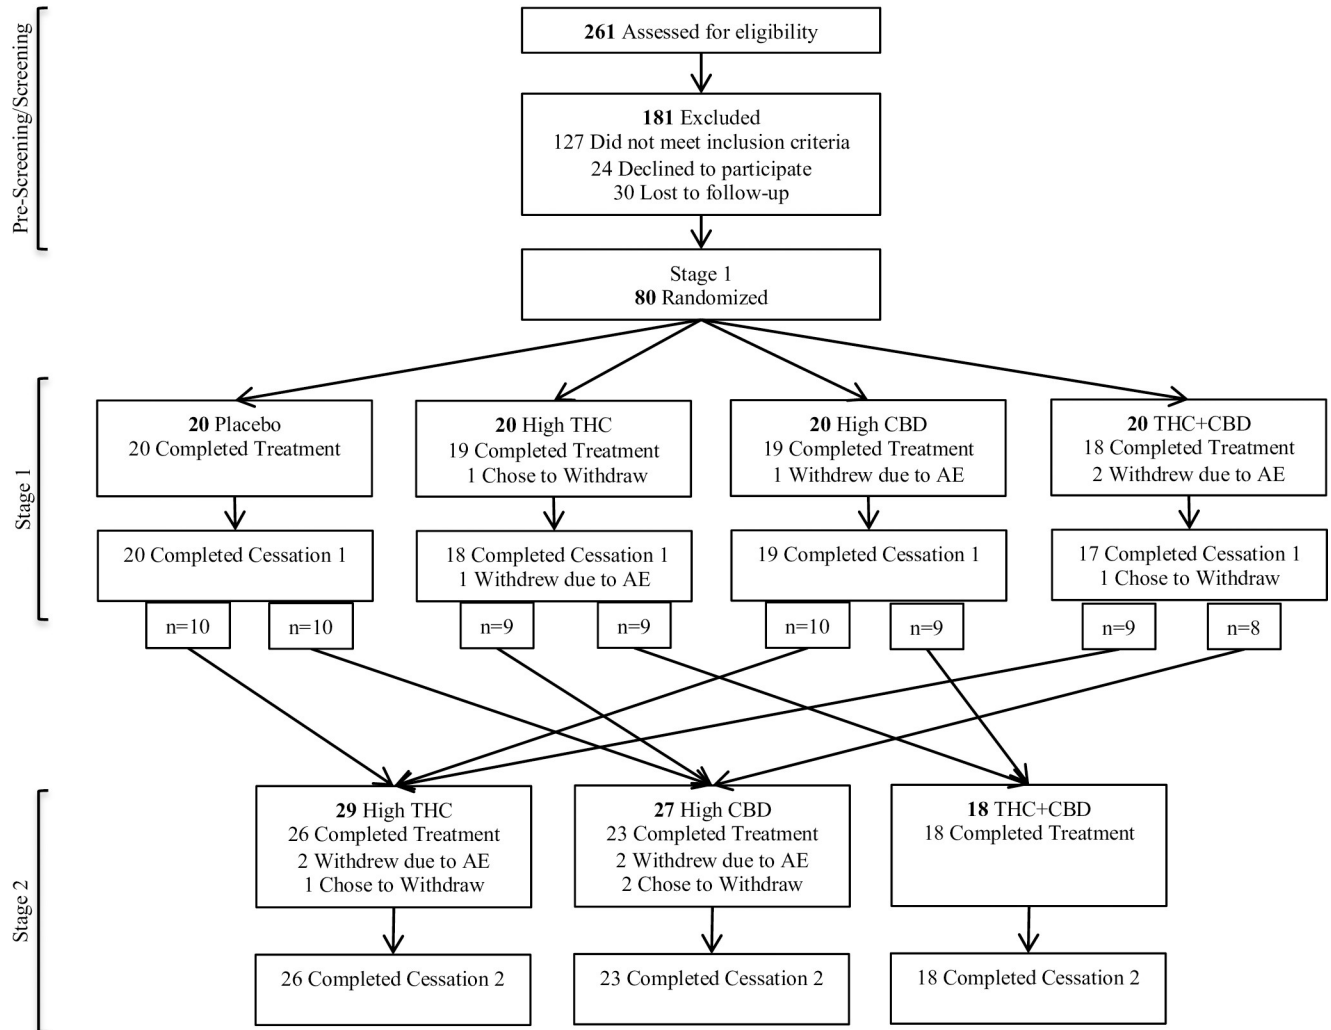 Pre-Screening/Screening
261 Assessed for eligibility
181 Excluded
127 Did not meet inclusion criteria
24 Declined to participate
30 Lost to follow-up
Stage 1
80 Randomized
Stage 1
20 Placebo
20 Completed Treatment
20 High THC
19 Completed Treatment
1 Chose to Withdraw
20 High CBD
19 Completed Treatment
1 Withdrew due to AE
20 THC+CBD
18 Completed Treatment
2 Withdrew due to AE
20 Completed Cessation 1
18 Completed Cessation 1
1 Withdrew due to AE
19 Completed Cessation 1
17 Completed Cessation 1
1 Chose to Withdraw
n=10
n=10
n=9
n=9
n=10
n=9
n=9
n=8
Stage 2
29 High THC
26 Completed Treatment
2 Withdrew due to AE
1 Chose to Withdraw
27 High CBD
23 Completed Treatment
2 Withdrew due to AE
2 Chose to Withdraw
18 THC+CBD
18 Completed Treatment
26 Completed Cessation 2
23 Completed Cessation 2
18 Completed Cessation 2